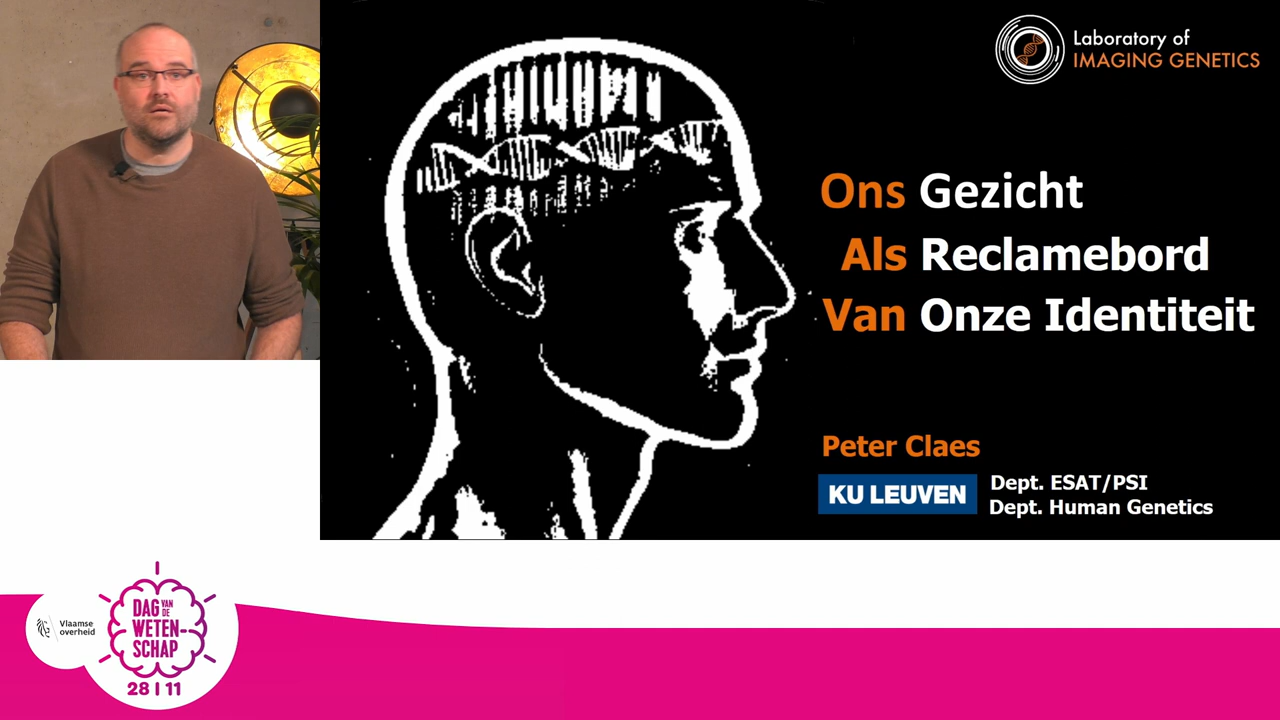 Laboratory of
IMAGING GENETICS
Ons Gezicht
Als Reclamebord
Van Onze Identiteit
Peter Claes
KU LEUVEN
Dept. ESAT/PSI
Dept. Human Genetics
Vlaamse
overheid
DAG VAN DE
WETEN-
SCHAP
28 | 11